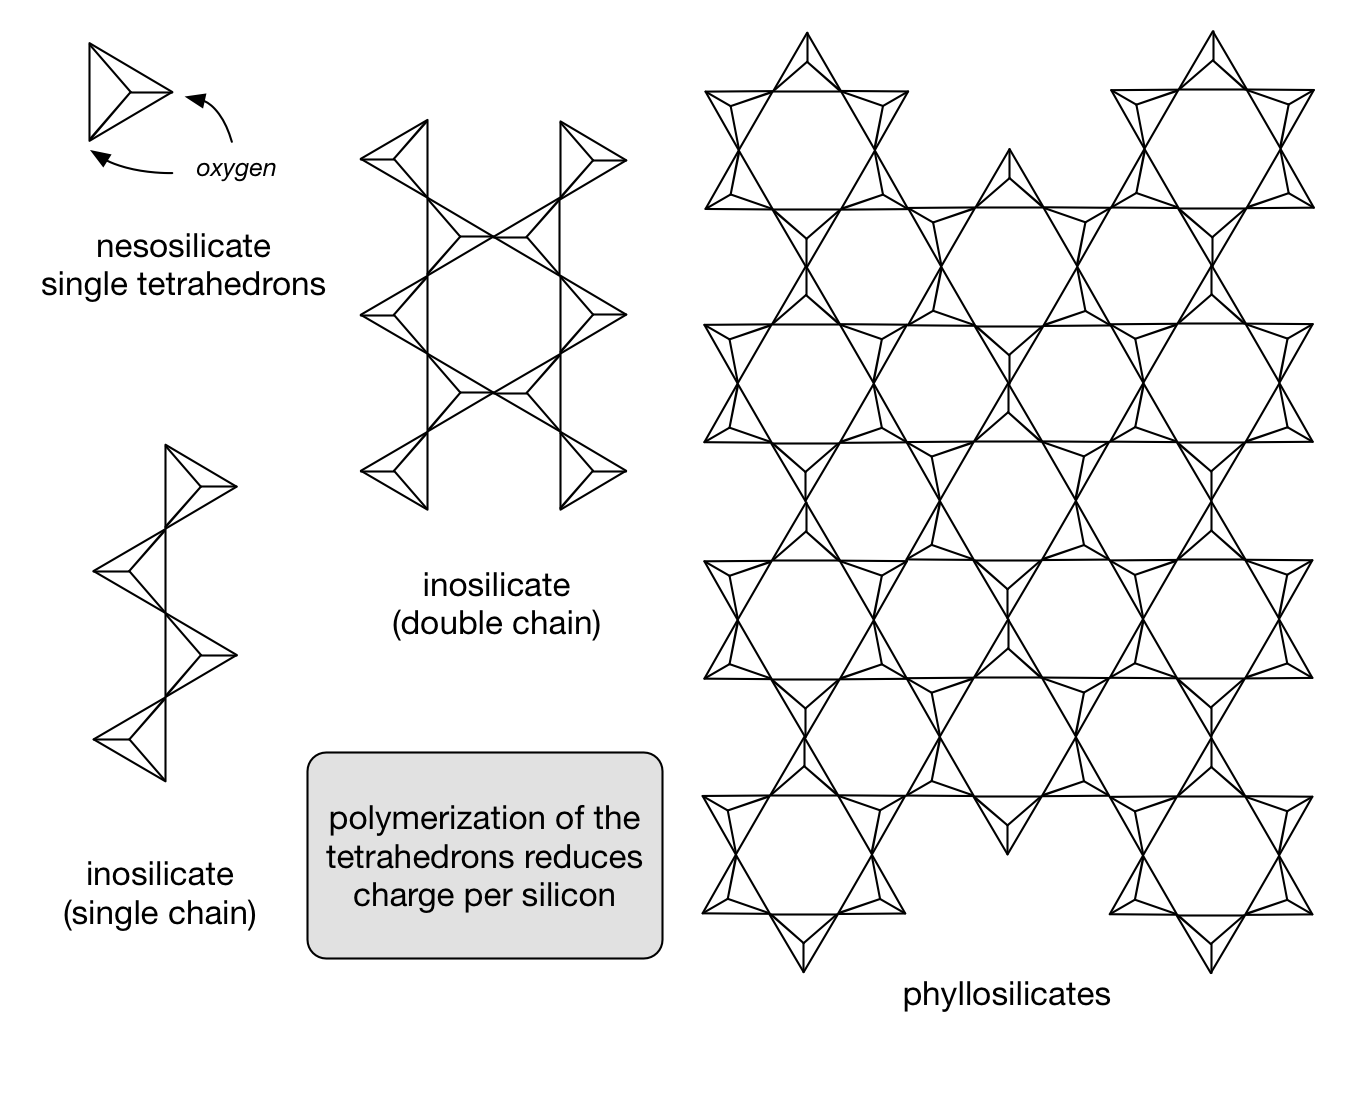 oxygen
nesosilicate
single tetrahedrons
inosilicate
(double chain)
polymerization of the
tetrahedrons reduces
charge per silicon
inosilicate
(single chain)
phyllosilicates